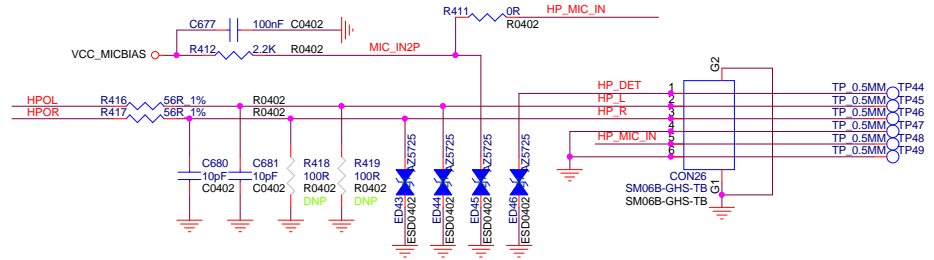 R411 0R HP_MIC_IN
R0402
C677 100nF C0402
VCC_MICBIAS R412 2.2K R0402 MIC_IN2P
G2
HP_DET 1 TP_0.5MM TP44
HPOL R416 56R_1% R0402 HP_L 2 TP_0.5MM TP45
HPOR R417 56R_1% R0402 HP_R 3 TP_0.5MM TP46
4 TP_0.5MM TP47
HP_MIC_IN 5 TP_0.5MM TP48
6 TP_0.5MM TP49
C680 C681 R418 R419
10pF 10pF 100R 100R
C0402 C0402 R0402 R0402
DNP DNP
AZ5725 AZ5725 AZ5725 AZ5725
ED43 ED44 ED45 ED46
ESD0402 ESD0402 ESD0402 ESD0402
CON26
G1
SM06B-GHS-TB
SM06B-GHS-TB